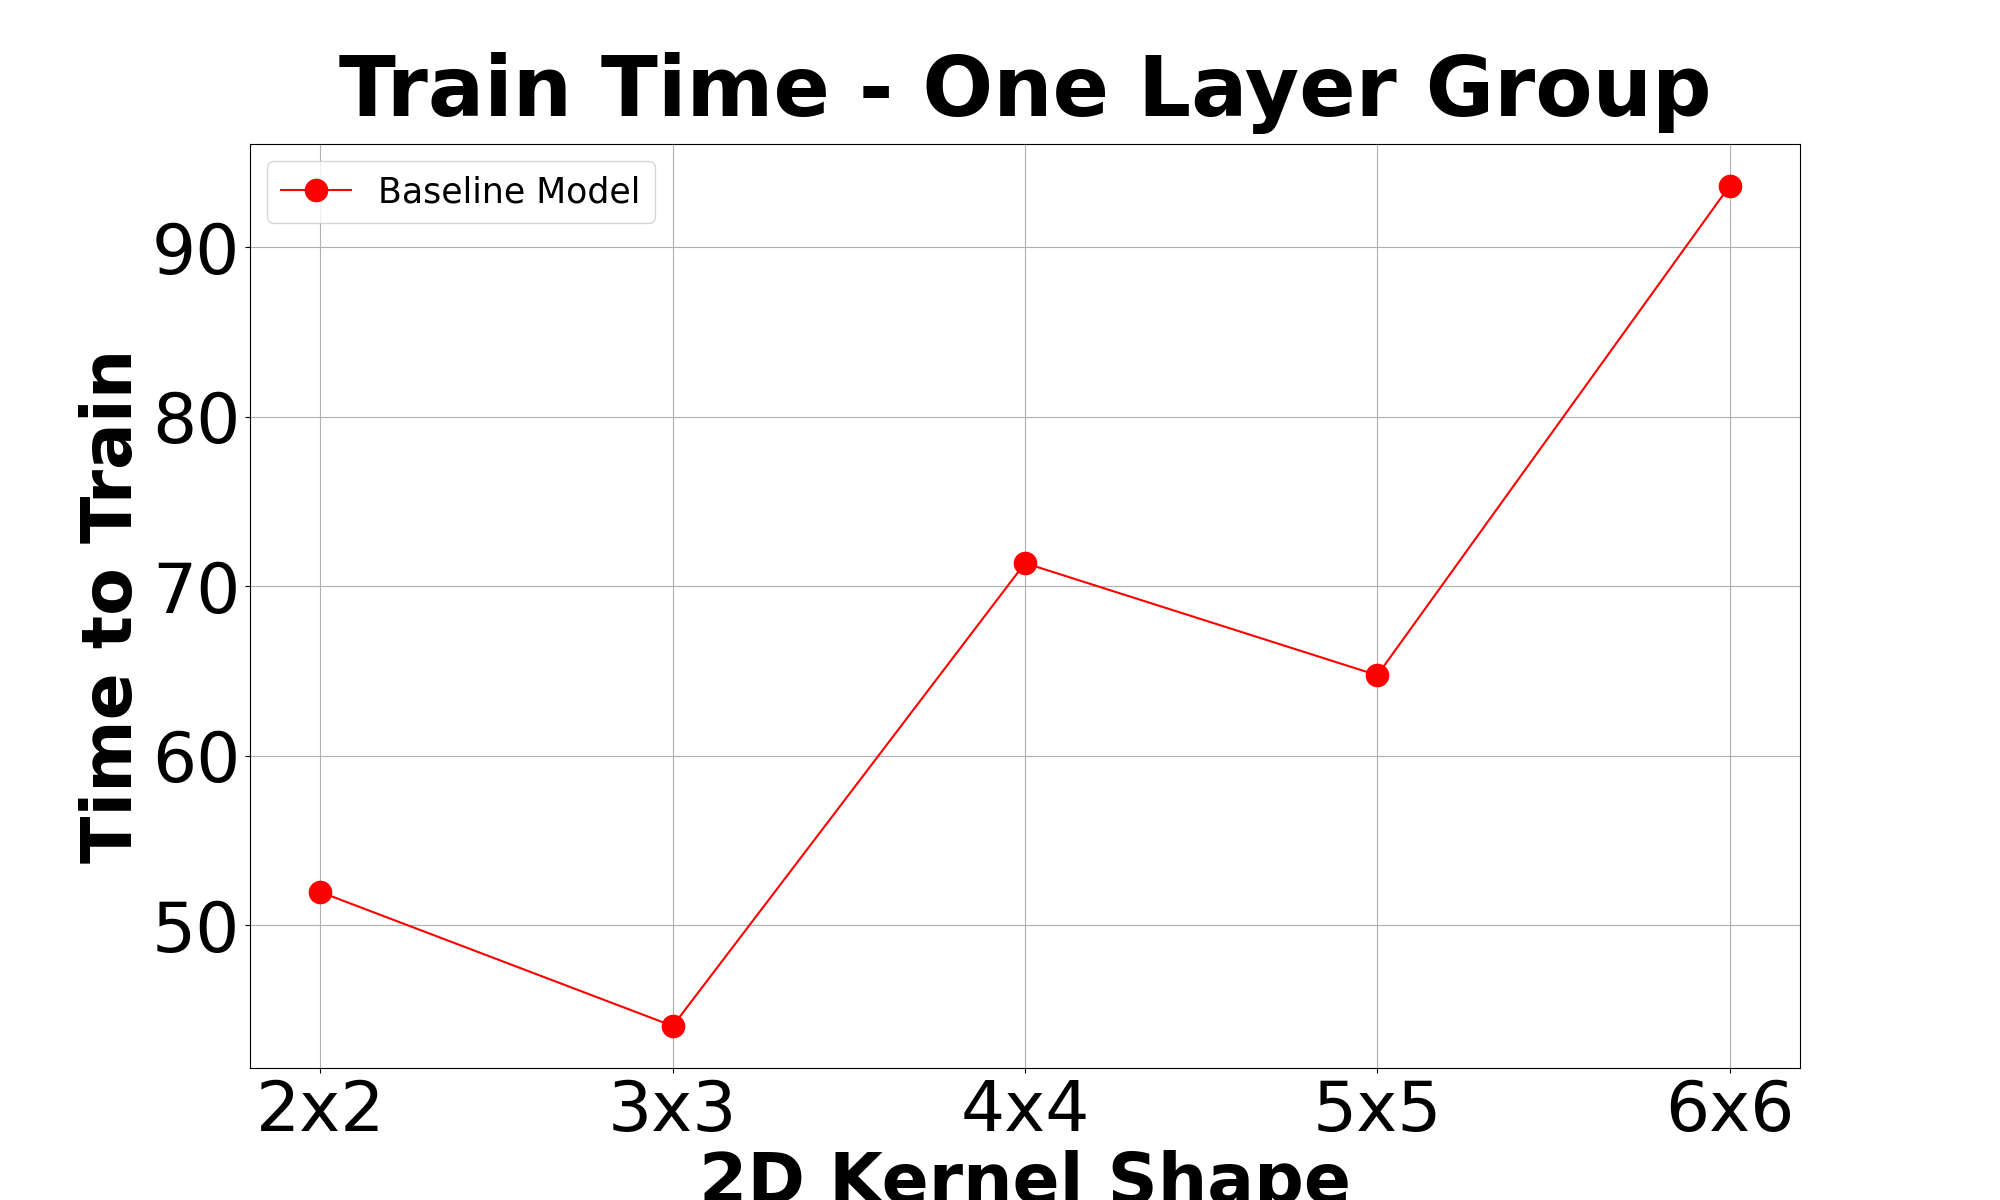 Train Time - One Layer Group
Baseline Model
Time to Train
90
80
70
60
50
2x2 3x3 4x4 5x5 6x6
2D Kernel Shape